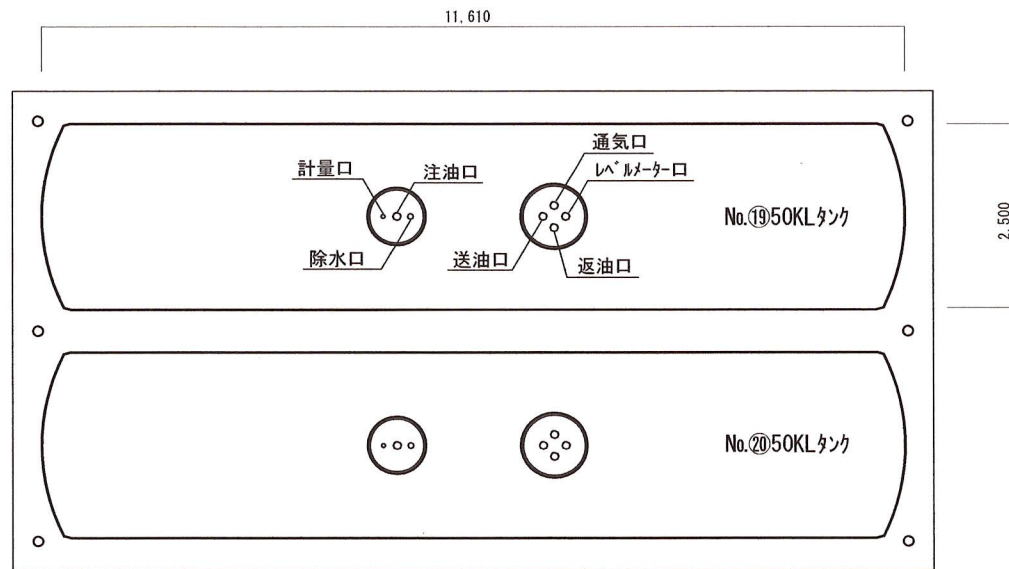 11,610
通気口
計量口
注油口
レベルメーター口
No.⑲50KLタンク
2,500
除水口
送油口
返油口
No.⑳50KLタンク